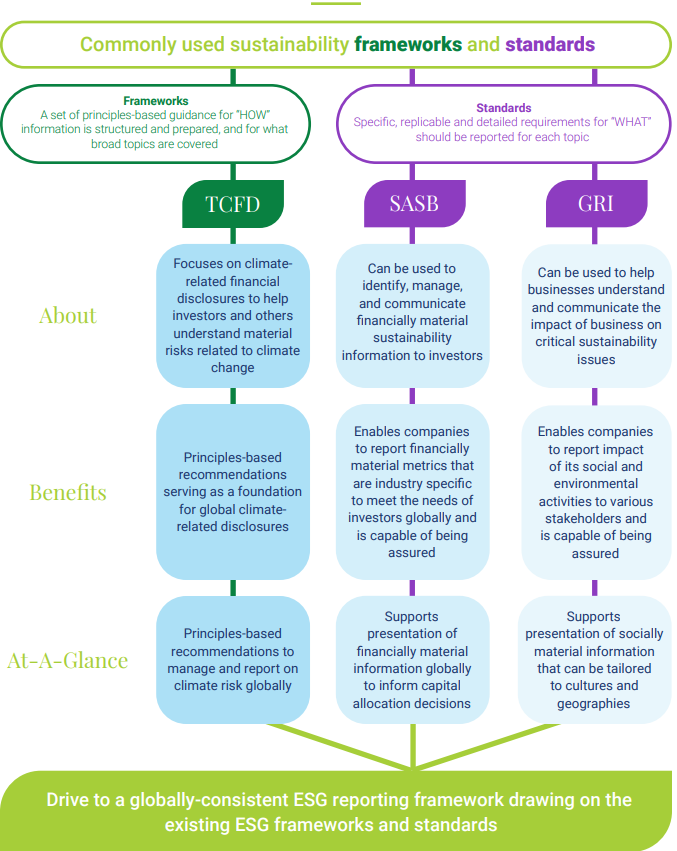 Commonly used sustainability frameworks and standards
Frameworks
A set of principles-based guidance for “HOW”
information is structured and prepared, and for what
broad topics are covered
Standards
Specific, replicable and detailed requirements for “WHAT”
should be reported for each topic
TCFD
SASB
GRI
About
Focuses on climate-
related financial
disclosures to help
investors and others
understand material
risks related to climate
change
Can be used to
identify, manage,
and communicate
financially material
sustainability
information to investors
Can be used to help
businesses understand
and communicate the
impact of business on
critical sustainability
issues
Benefits
Principles-based
recommendations
serving as a foundation
for global climate-
related disclosures
Enables companies
to report financially
material metrics that
are industry specific
to meet the needs of
investors globally and
is capable of being
assured
Enables companies
to report impact
of its social and
environmental
activities to various
stakeholders and
is capable of being
assured
At-A-Glance
Principles-based
recommendations to
manage and report on
climate risk globally
Supports
presentation of
financially material
information globally
to inform capital
allocation decisions
Supports
presentation of socially
material information
that can be tailored
to cultures and
geographies
Drive to a globally-consistent ESG reporting framework drawing on the
existing ESG frameworks and standards